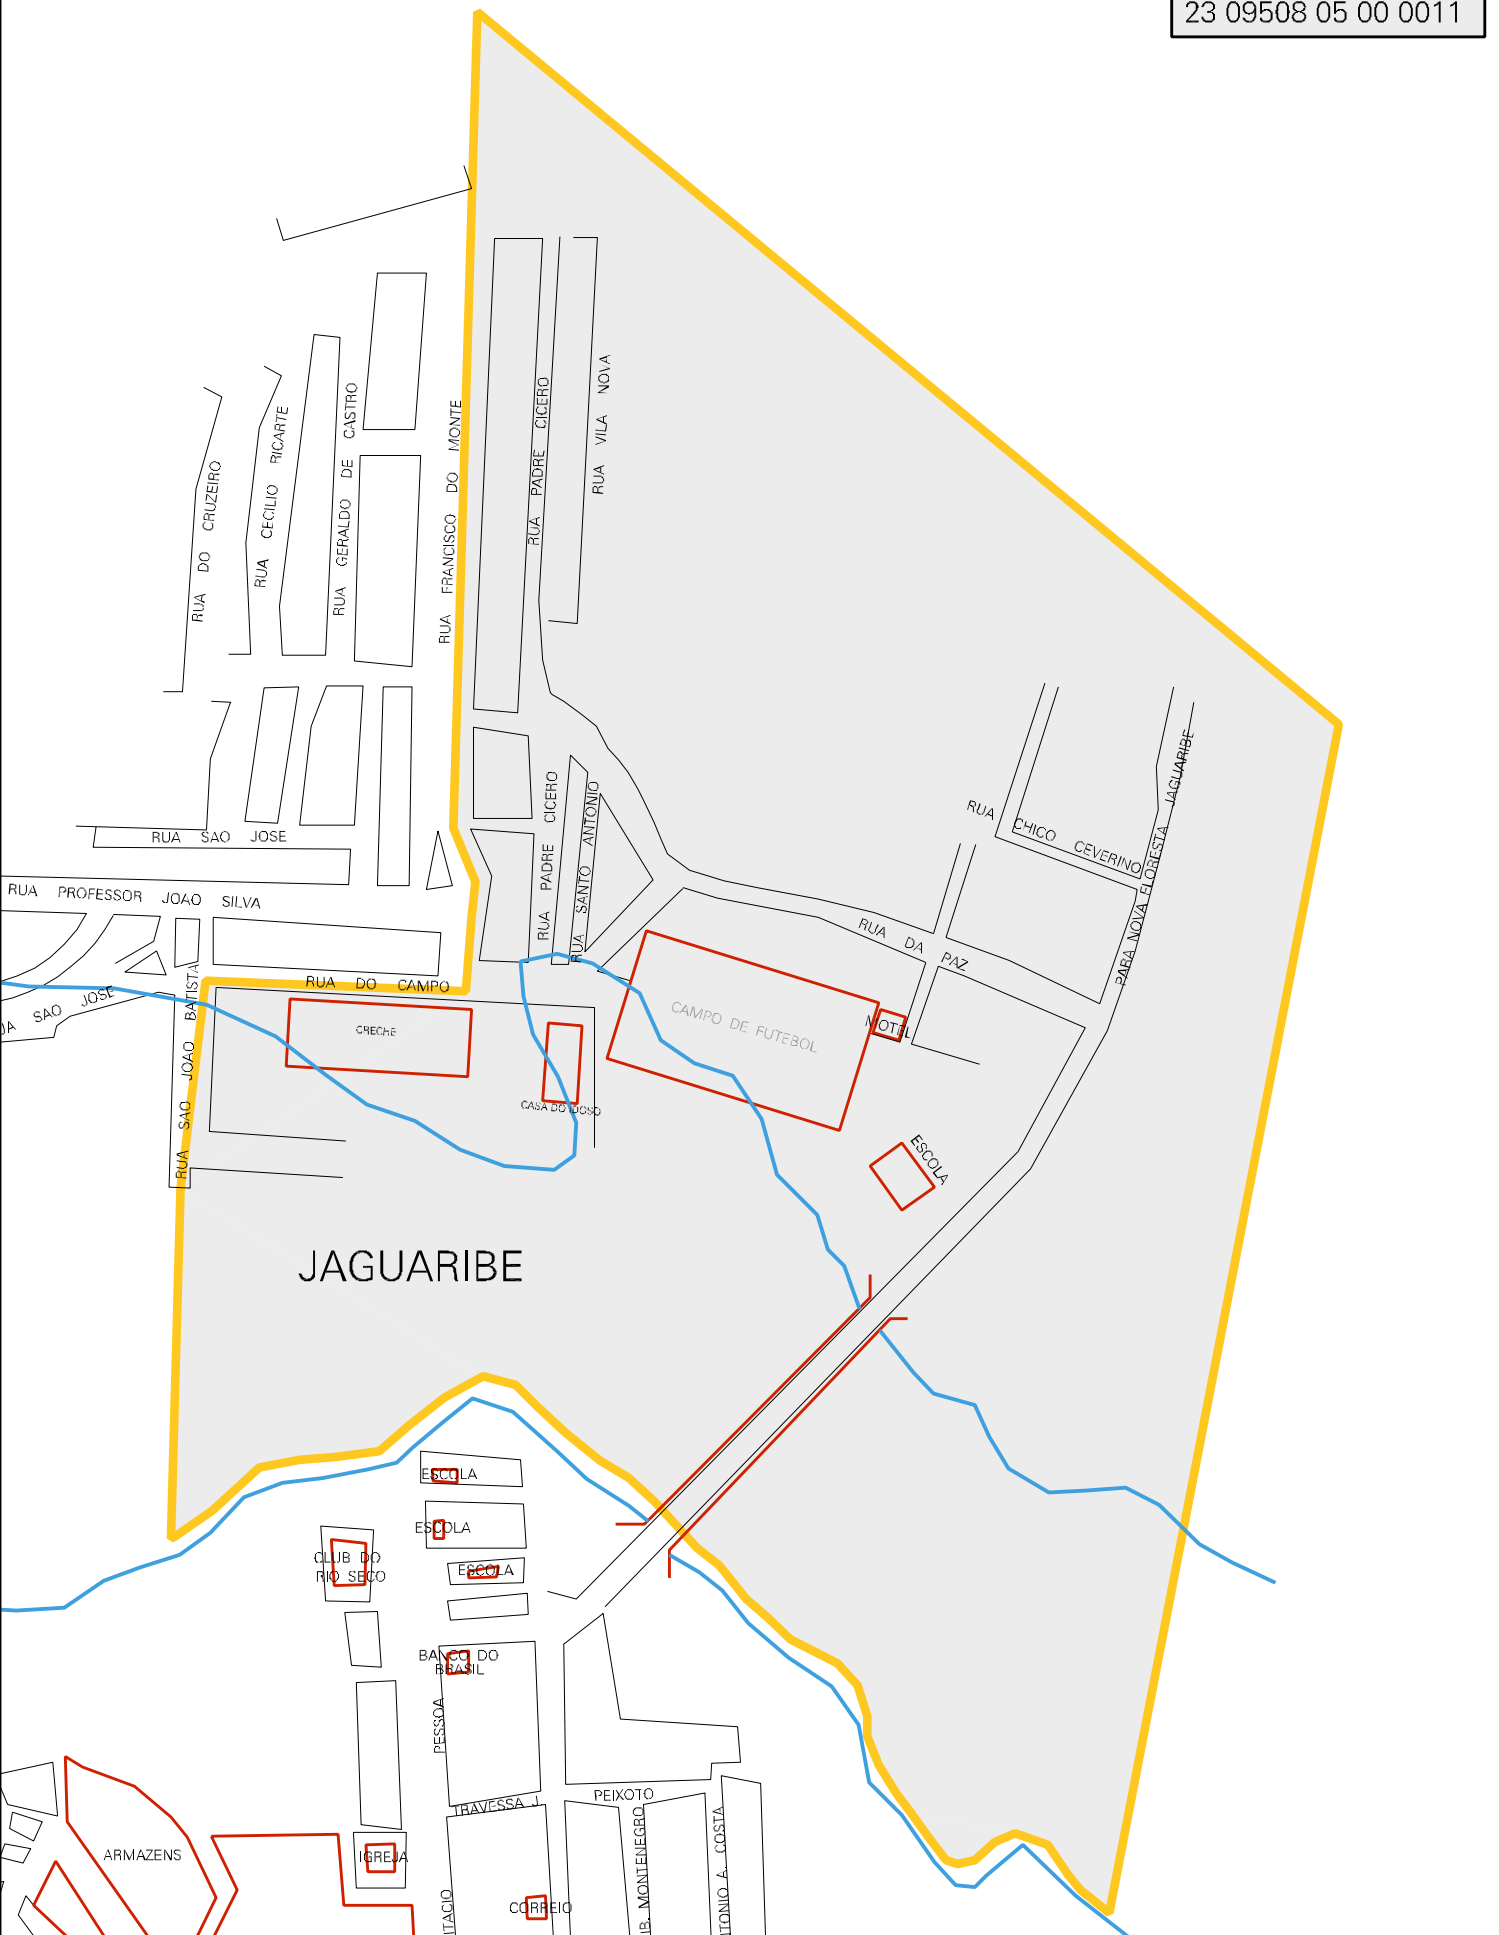 23 09508 05 00 0011
RUA VILA NOVA
RUA PADRE CICERO
RUA GERALDO DE CASTRO
RUA FRANCISCO DO MONTE
RUA CECILIO RICARTE
RUA DO CRUZEIRO
PARA NOVA FLORESTA JAGUARIBE
RUA CHICO CEVERINO
RUA PADRE CICERO
RUA SANTO ANTONIO
RUA SAO JOSE
RUA PROFESSOR JOAO SILVA
RUA DA PAZ
RUA SAO JOAO BATISTA
RUA DO CAMPO
SAO JOSE
CRECHE
CAMPO DE FUTEBOL
MOTEL
CASA DO IDOSO
ESCOLA
JAGUARIBE
ESCOLA
ESCOLA
CLUB DO
RIO SECO
ESCOLA
BANCO DO
BRASIL
PESSOA
TRAVESSA J.
PEIXOTO
ARMAZENS
IGREJA
MONTENEGRO
A. COSTA
CORREIO